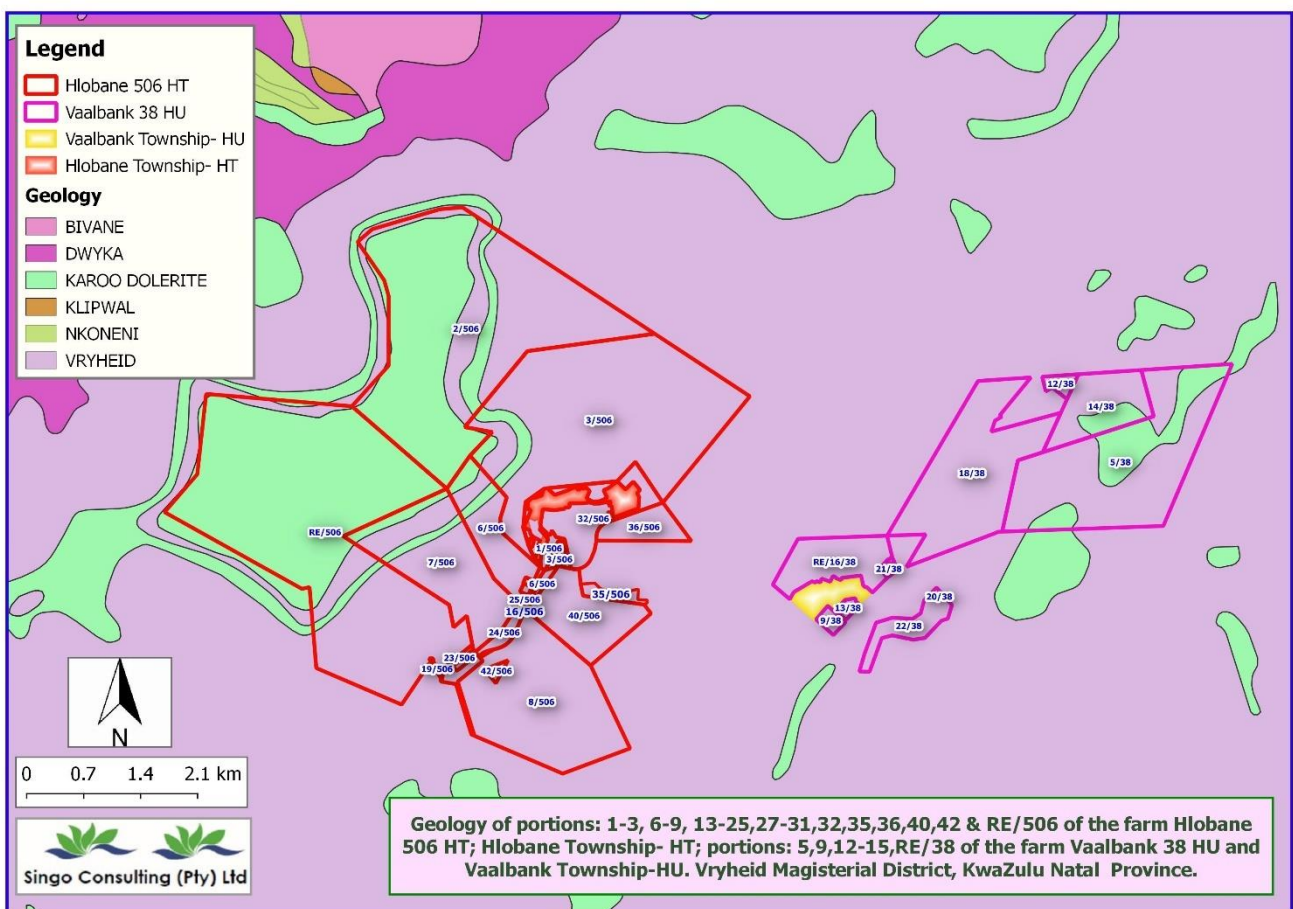 Legend
Hlobane 506 HT
Vaalbank 38 HU
Vaalbank Township- HU
Hlobane Township- HT
Geology
BIVANE
DWYKA
KAROO DOLERITE
KLIPWAL
NKONENI
VRYHEID
2/506
3/506
12/38
14/38
5/38
18/38
32/506
36/506
RE/506
6/506
7/506
1/506
3/506
RE/16/38
21/38
6/506
25/506
35/506
16/506
40/506
13/38
9/38
20/38
22/38
24/506
23/506
19/506
42/506
8/506
N
0 0.7 1.4 2.1 km
Singo Consulting (Pty) Ltd
Geology of portions: 1-3, 6-9, 13-25,27-31,32,35,36,40,42 & RE/506 of the farm Hlobane
506 HT; Hlobane Township- HT; portions: 5,9,12-15,RE/38 of the farm Vaalbank 38 HU and
Vaalbank Township-HU. Vryheid Magisterial District, KwaZulu Natal Province.